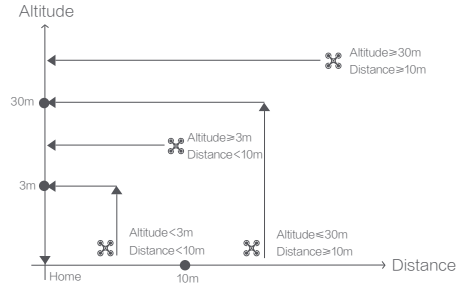 Altitude
Altitude≥30m
Distance≥10m
30m
Altitude≥3m
Distance<10m
3m
Altitude<3m
Distance<10m
Altitude≤30m
Distance≥10m
Distance
Home
10m